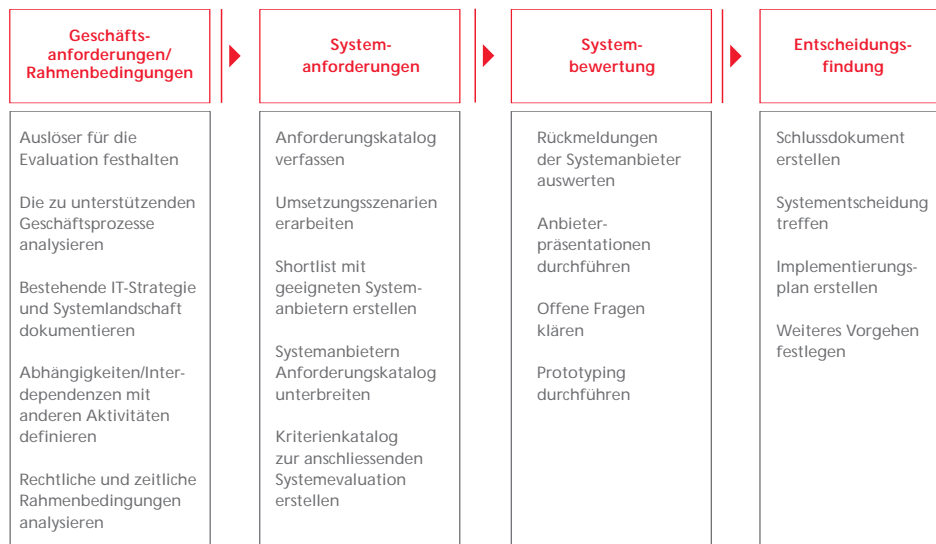 Geschäfts-
anforderungen/
Rahmenbedingungen
System-
anforderungen
System-
bewertung
Entscheidungs-
findung
Auslöser für die
Evaluation festhalten
Die zu unterstützenden
Geschäftsprozesse
analysieren
Bestehende IT-Strategie
und Systemlandschaft
dokumentieren
Abhängigkeiten/Inter-
dependenzen mit
anderen Aktivitäten
definieren
Rechtliche und zeitliche
Rahmenbedingungen
analysieren
Anforderungskatalog
verfassen
Umsetzungsszenarien
erarbeiten
Shortlist mit
geeigneten System-
anbietern erstellen
Systemanbietern
Anforderungskatalog
unterbreiten
Kriterienkatalog
zur anschliessenden
Systemevaluation
erstellen
Rückmeldungen
der Systemanbieter
auswerten
Anbieter-
präsentationen
durchführen
Offene Fragen
klären
Prototyping
durchführen
Schlussdokument
erstellen
Systementscheidung
treffen
Implementierungs-
plan erstellen
Weiteres Vorgehen
festlegen